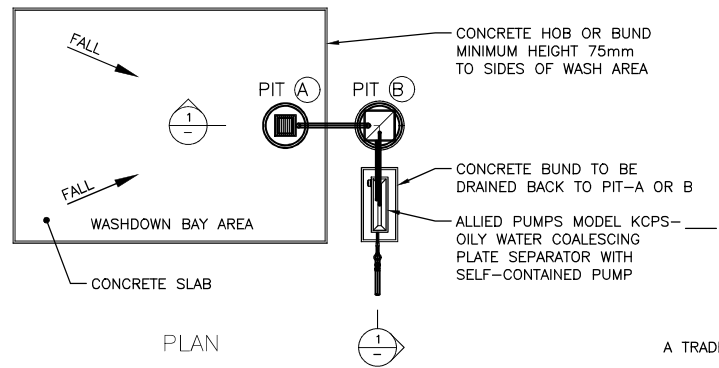 CONCRETE HOB OR BUND
MINIMUM HEIGHT 75mm
TO SIDES OF WASH AREA
FALL
PIT A
PIT B
1
–
FALL
WASHDOWN BAY AREA
CONCRETE BUND TO BE
DRAINED BACK TO PIT-A OR B
ALLIED PUMPS MODEL KCPS-____
OILY WATER COALESCING
PLATE SEPARATOR WITH
SELF-CONTAINED PUMP
CONCRETE SLAB
PLAN
1
–